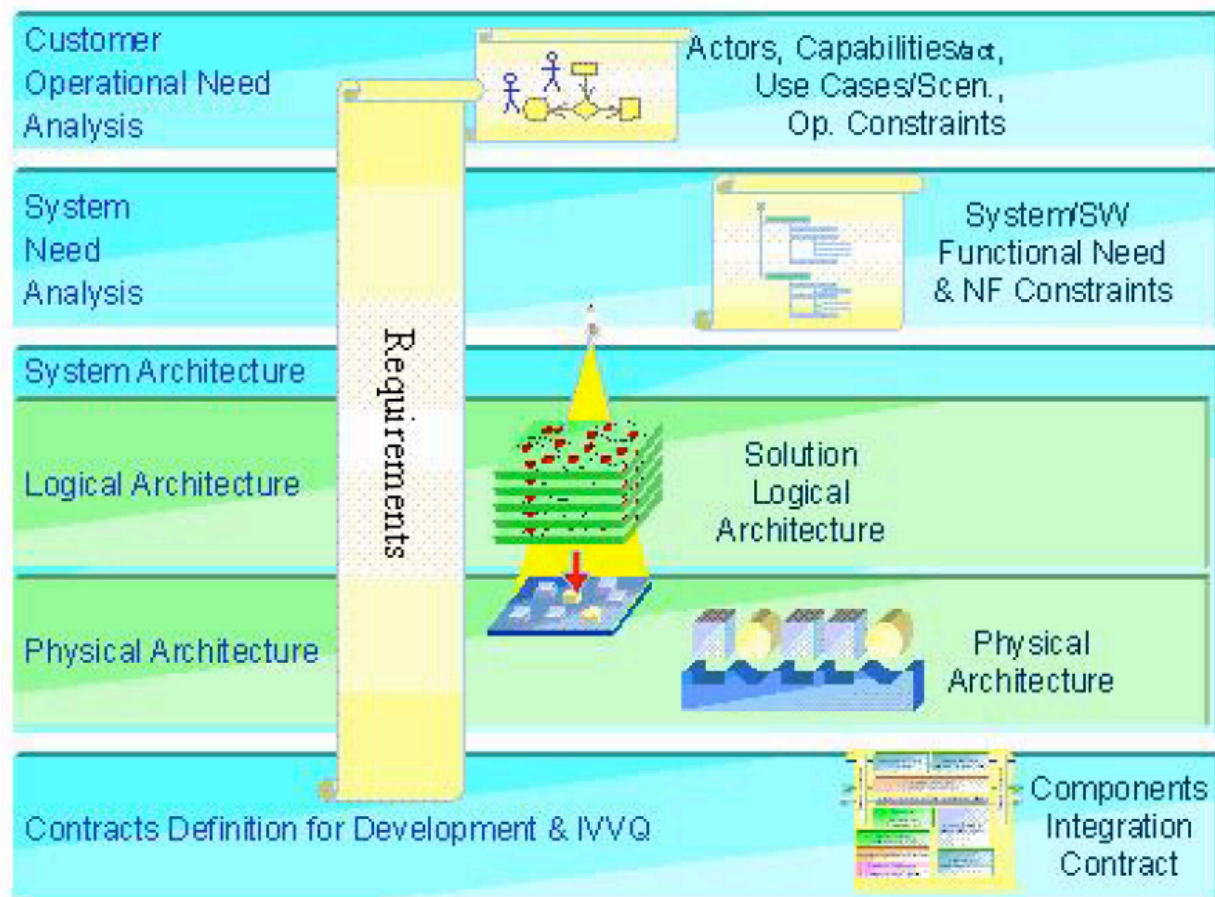 Customer
Operational Need
Analysis
Actors, Capabilities/act,
Use Cases/Scen.,
Op. Constraints
System
Need
Analysis
System/SW
Functional Need
& NF Constraints
Requirements
System Architecture
Logical Architecture
Solution
Logical
Architecture
Physical Architecture
Physical
Architecture
Contracts Definition for Development & IVVQ
Components
Integration
Contract